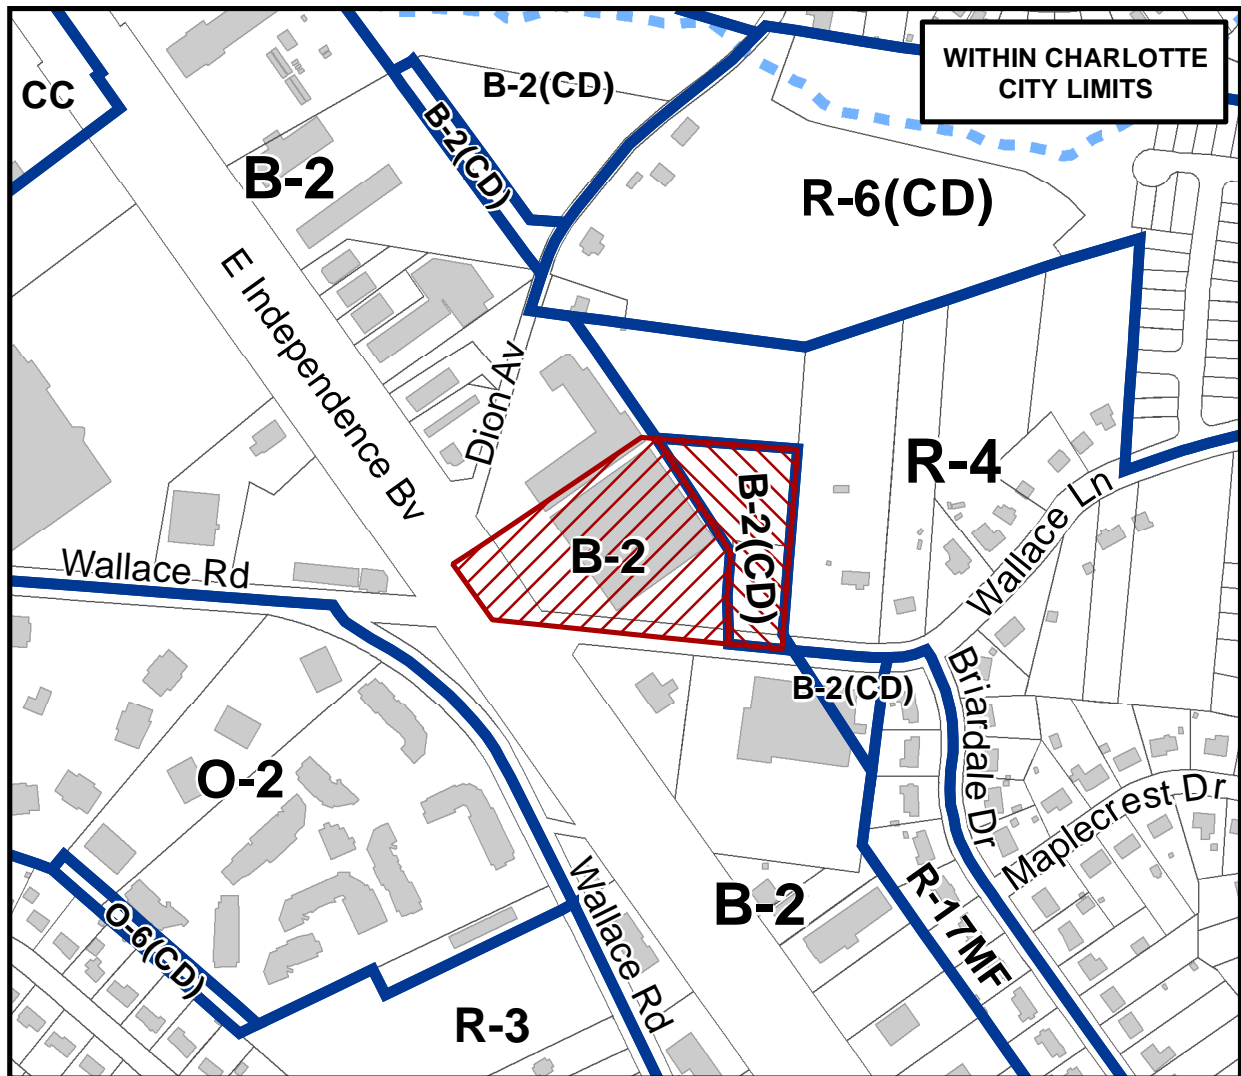 WITHIN CHARLOTTE
CITY LIMITS
CC
B-2(CD)
B-2(CD)
B-2
R-6(CD)
E Independence Bv
Dion Av
R-4
B-2(CD)
B-2
Wallace Rd
Wallace Ln
B-2(CD)
Briardale Dr
O-2
Maplecrest Dr
B-2
R-17MF
Wallace Rd
O-6(CD)
R-3